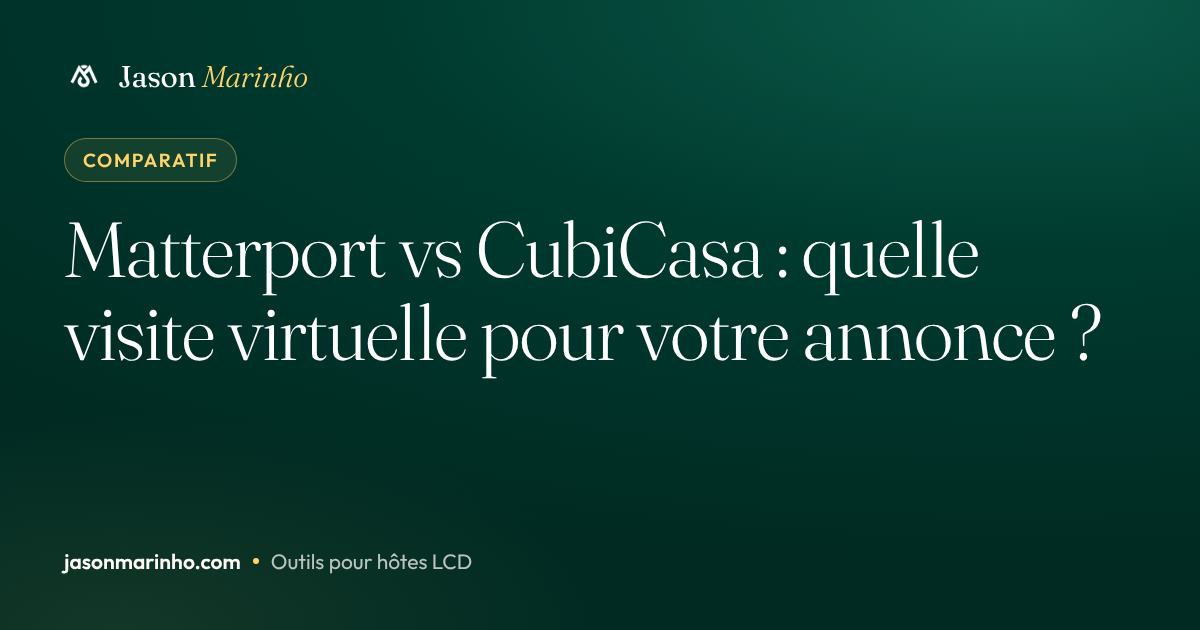 Jason Marinho
COMPARATIF
Matterport vs CubiCasa : quelle
visite virtuelle pour votre annonce ?
jasonmarinho.com • Outils pour hôtes LCD